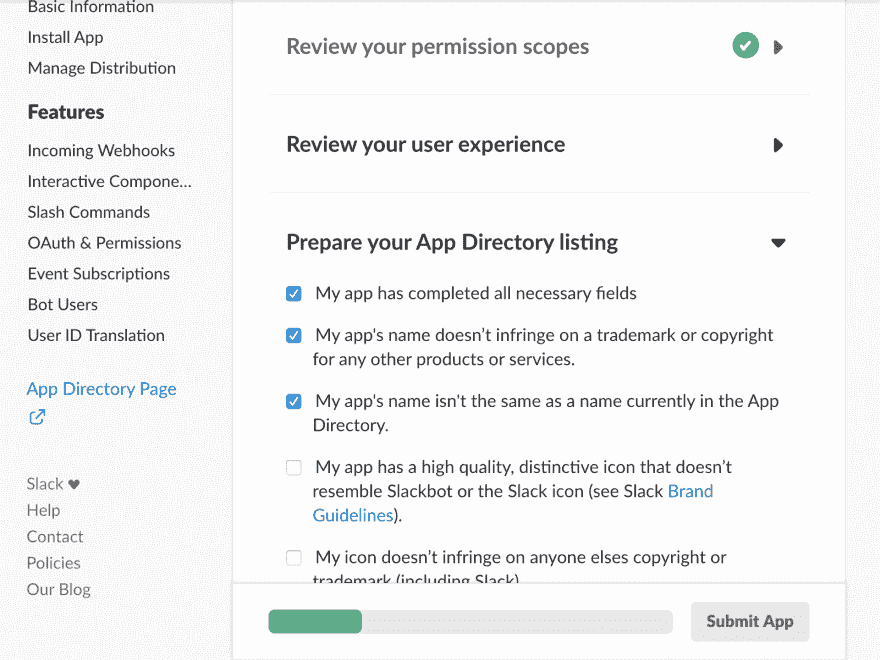 Basic Information
Install App
Manage Distribution
Features
Incoming Webhooks
Interactive Compone...
Slash Commands
OAuth & Permissions
Event Subscriptions
Bot Users
User ID Translation
App Directory Page
Slack ♥
Help
Contact
Policies
Our Blog
Review your permission scopes
Review your user experience
Prepare your App Directory listing
My app has completed all necessary fields
My app's name doesn't infringe on a trademark or copyright
for any other products or services.
My app's name isn't the same as a name currently in the App
Directory.
My app has a high quality, distinctive icon that doesn't
resemble Slackbot or the Slack icon (see Slack Brand
Guidelines).
My icon doesn't infringe on anyone elses copyright or
trademark (including Slack)
Submit App